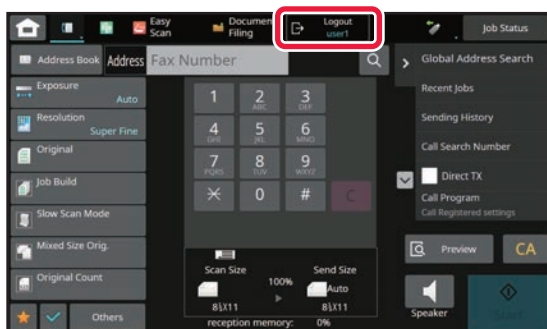 Easy
Scan
Document
Filing
Logout
user1
Job Status
Address Book
Address
Fax Number
Global Address Search
Exposure
Auto
Resolution
Super Fine
Original
Job Build
Slow Scan Mode
Mixed Size Orig.
Original Count
Others
1
2
ABC
3
DEF
4
GHI
5
JKL
6
MNO
7
PQRS
8
TUV
9
WXYZ
0
#
C
Scan Size
100%
Send Size
Auto
8½X11
8½X11
reception memory: 0%
Recent Jobs
Sending History
Call Search Number
Direct TX
Call Program
Call Registered settings
Preview
CA
Speaker
Start